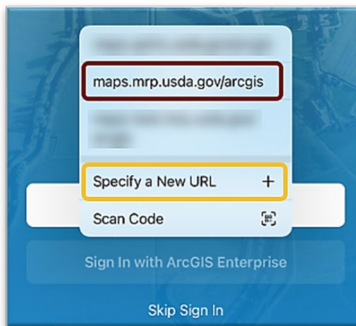 maps.mrp.usda.gov/arcgis
Specify a New URL +
Scan Code
Sign In with ArcGIS Enterprise
Skip Sign In